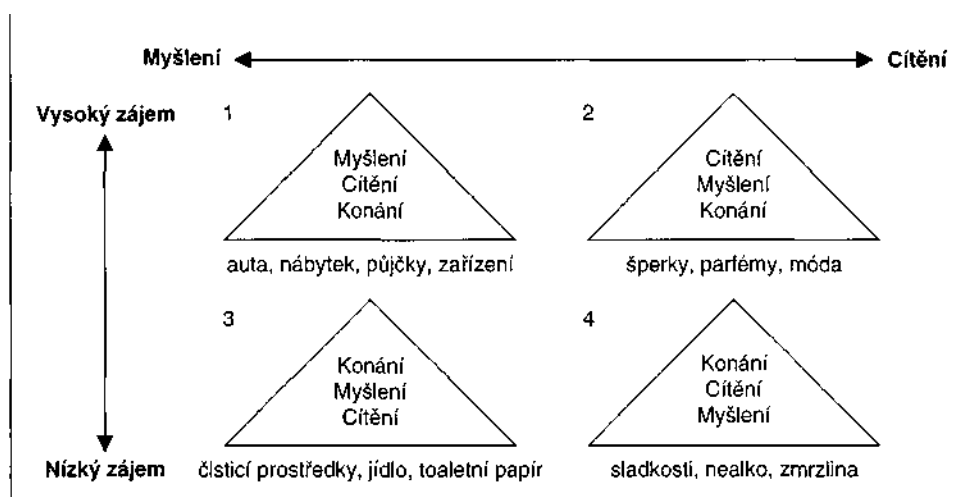 Myšlení Cítění
Vysoký zájem
1
Myšlení
Cítění
Konání
auta, nábytek, půjčky, zařízení
2
Cítění
Myšlení
Konání
šperky, parfémy, móda
3
Konání
Myšlení
Cítění
čisticí prostředky, jídlo, toaletní papír
4
Konání
Cítění
Myšlení
sladkosti, nealko, zmrzlina
Nízký zájem